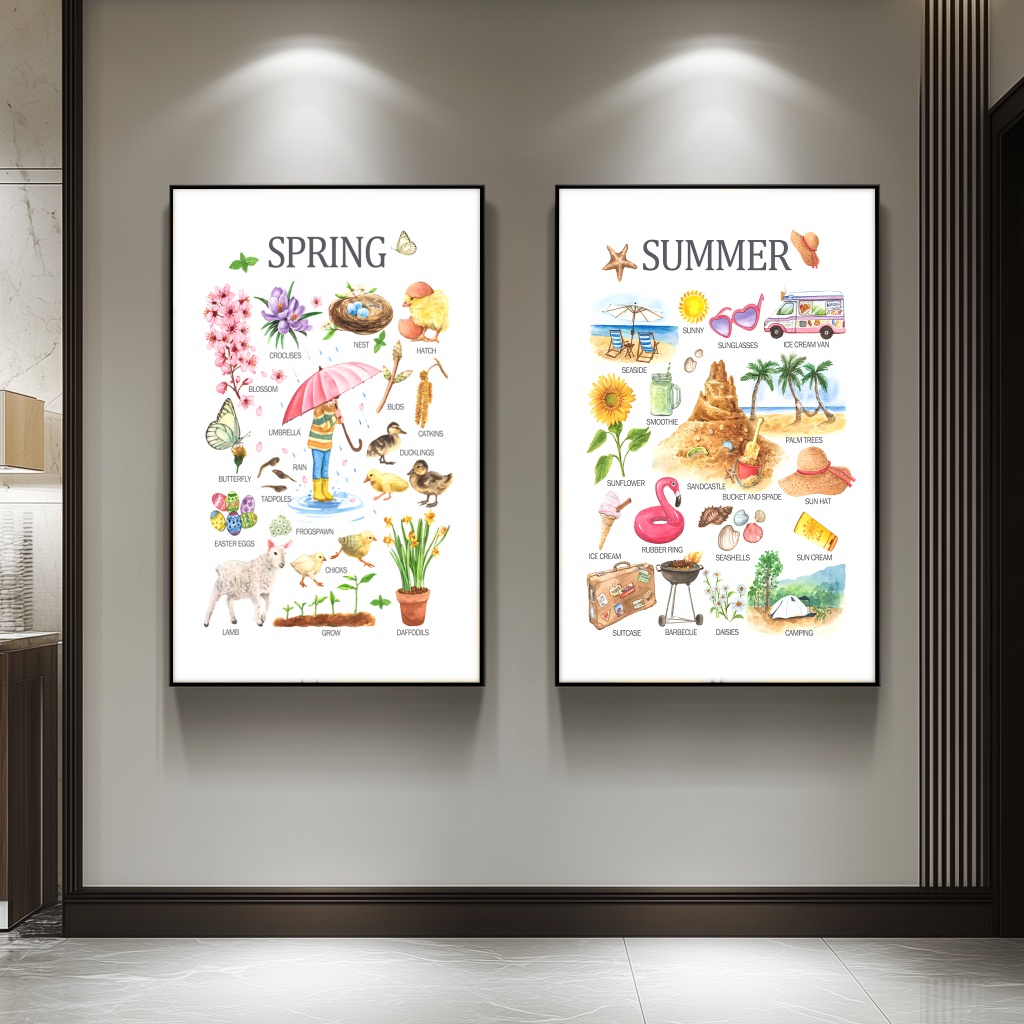 SPRING
CROCUSES
NEST
HATCH
BLOSSOM
BUDS
UMBRELLA
CATKINS
DUCKLINGS
RAIN
BUTTERFLY
TADPOLES
FROGSPAWN
EASTER EGGS
CHICKS
LAMB
GROW
DAFFODILS
SUMMER
SUNNY
SUNGLASSES
ICE CREAM VAN
SEASIDE
SMOOTHIE
PALM TREES
SUNFLOWER
SANDCASTLE
BUCKET AND SPADE
SUN HAT
ICE CREAM
RUBBER RING
SEASHELLS
SUN CREAM
SUITCASE
BARBECUE
DAISIES
CAMPING